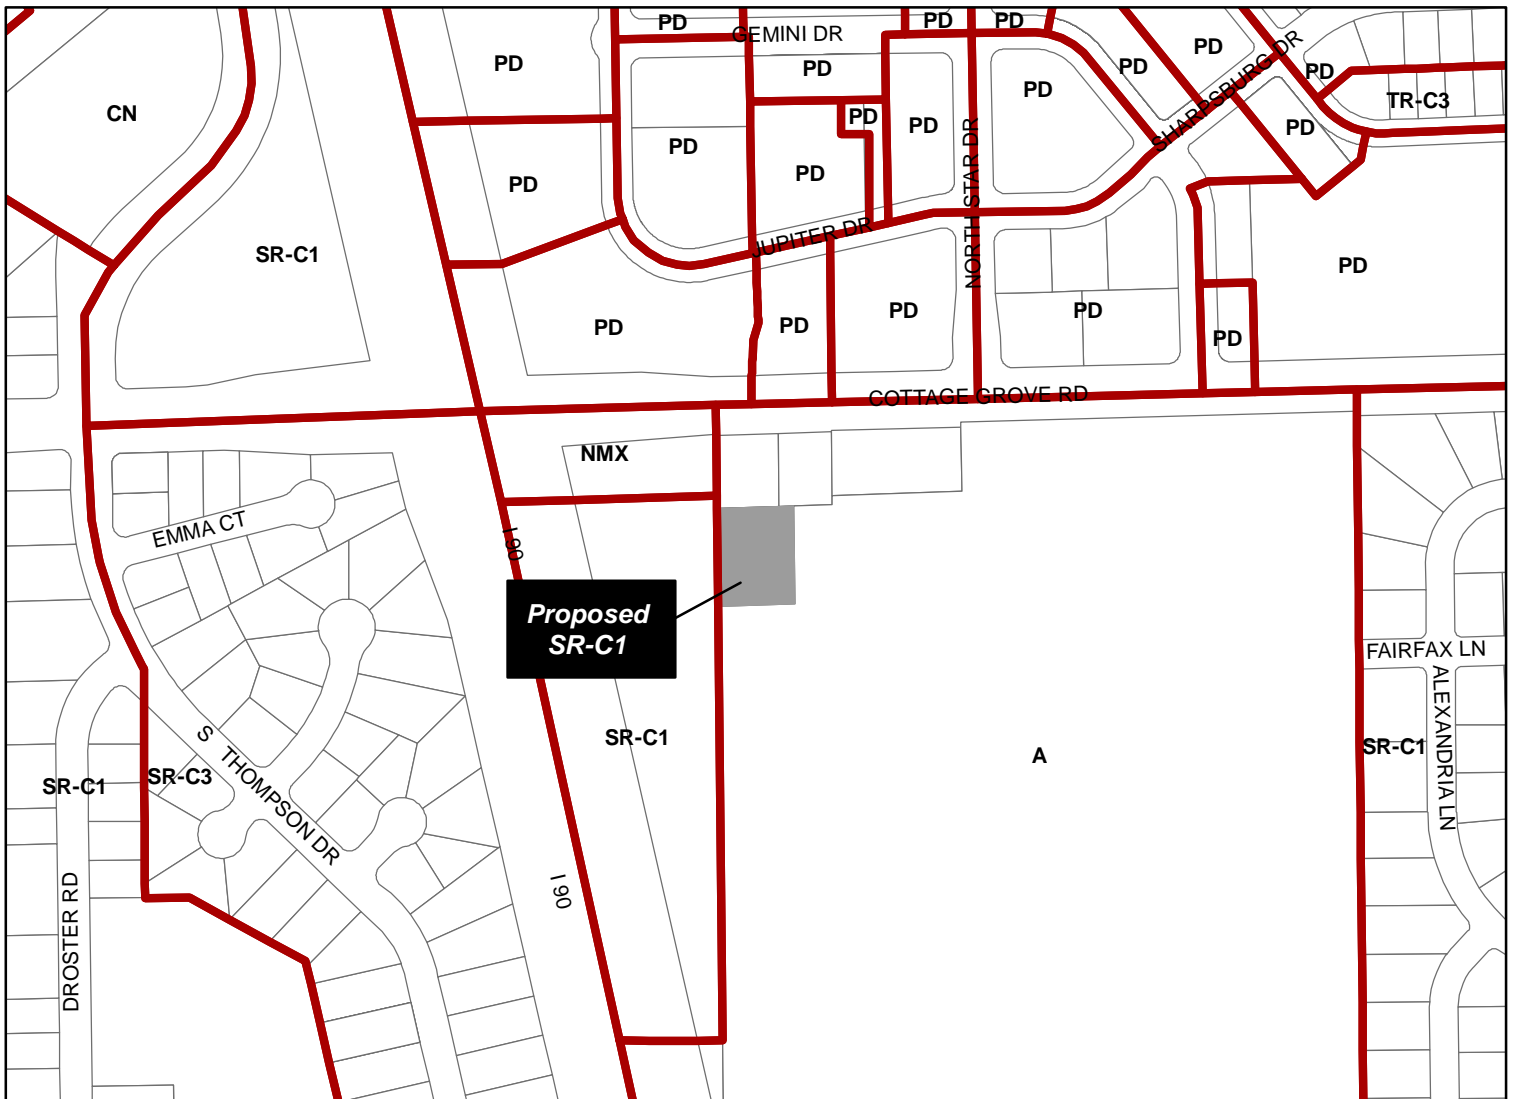 PD
GEMINI DR
PD
PD
PD
PD
PD
PD
PD
SHARPSBURG DR
PD
PD
PD
TR-C3
CN
PD
PD
PD
PD
PD
PD
NORTH STAR DR
JUPITER DR
SR-C1
PD
PD
PD
PD
PD
PD
COTTAGE GROVE RD
NMX
EMMA CT
I 90
Proposed
SR-C1
FAIRFAX LN
ALEXANDRIA LN
S THOMPSON DR
SR-C1
A
SR-C1
SR-C3
SR-C1
I 90
DROSTER RD